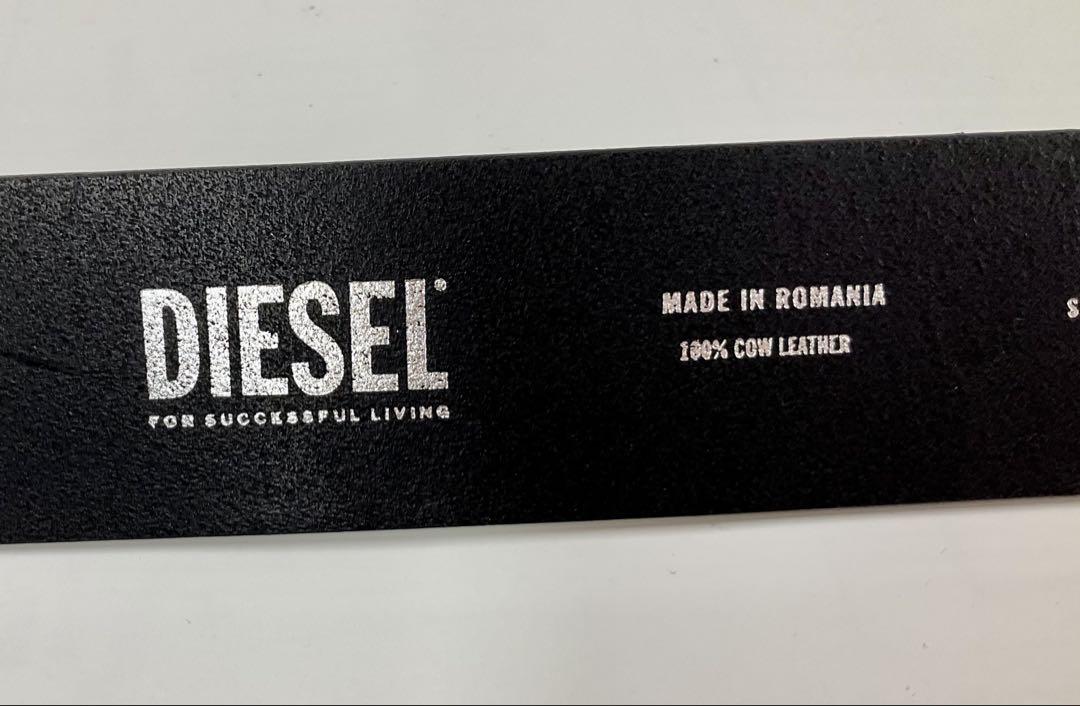 DIESEL
FOR SUCCESSFUL LIVING
MADE IN ROMANIA
100% COW LEATHER
S